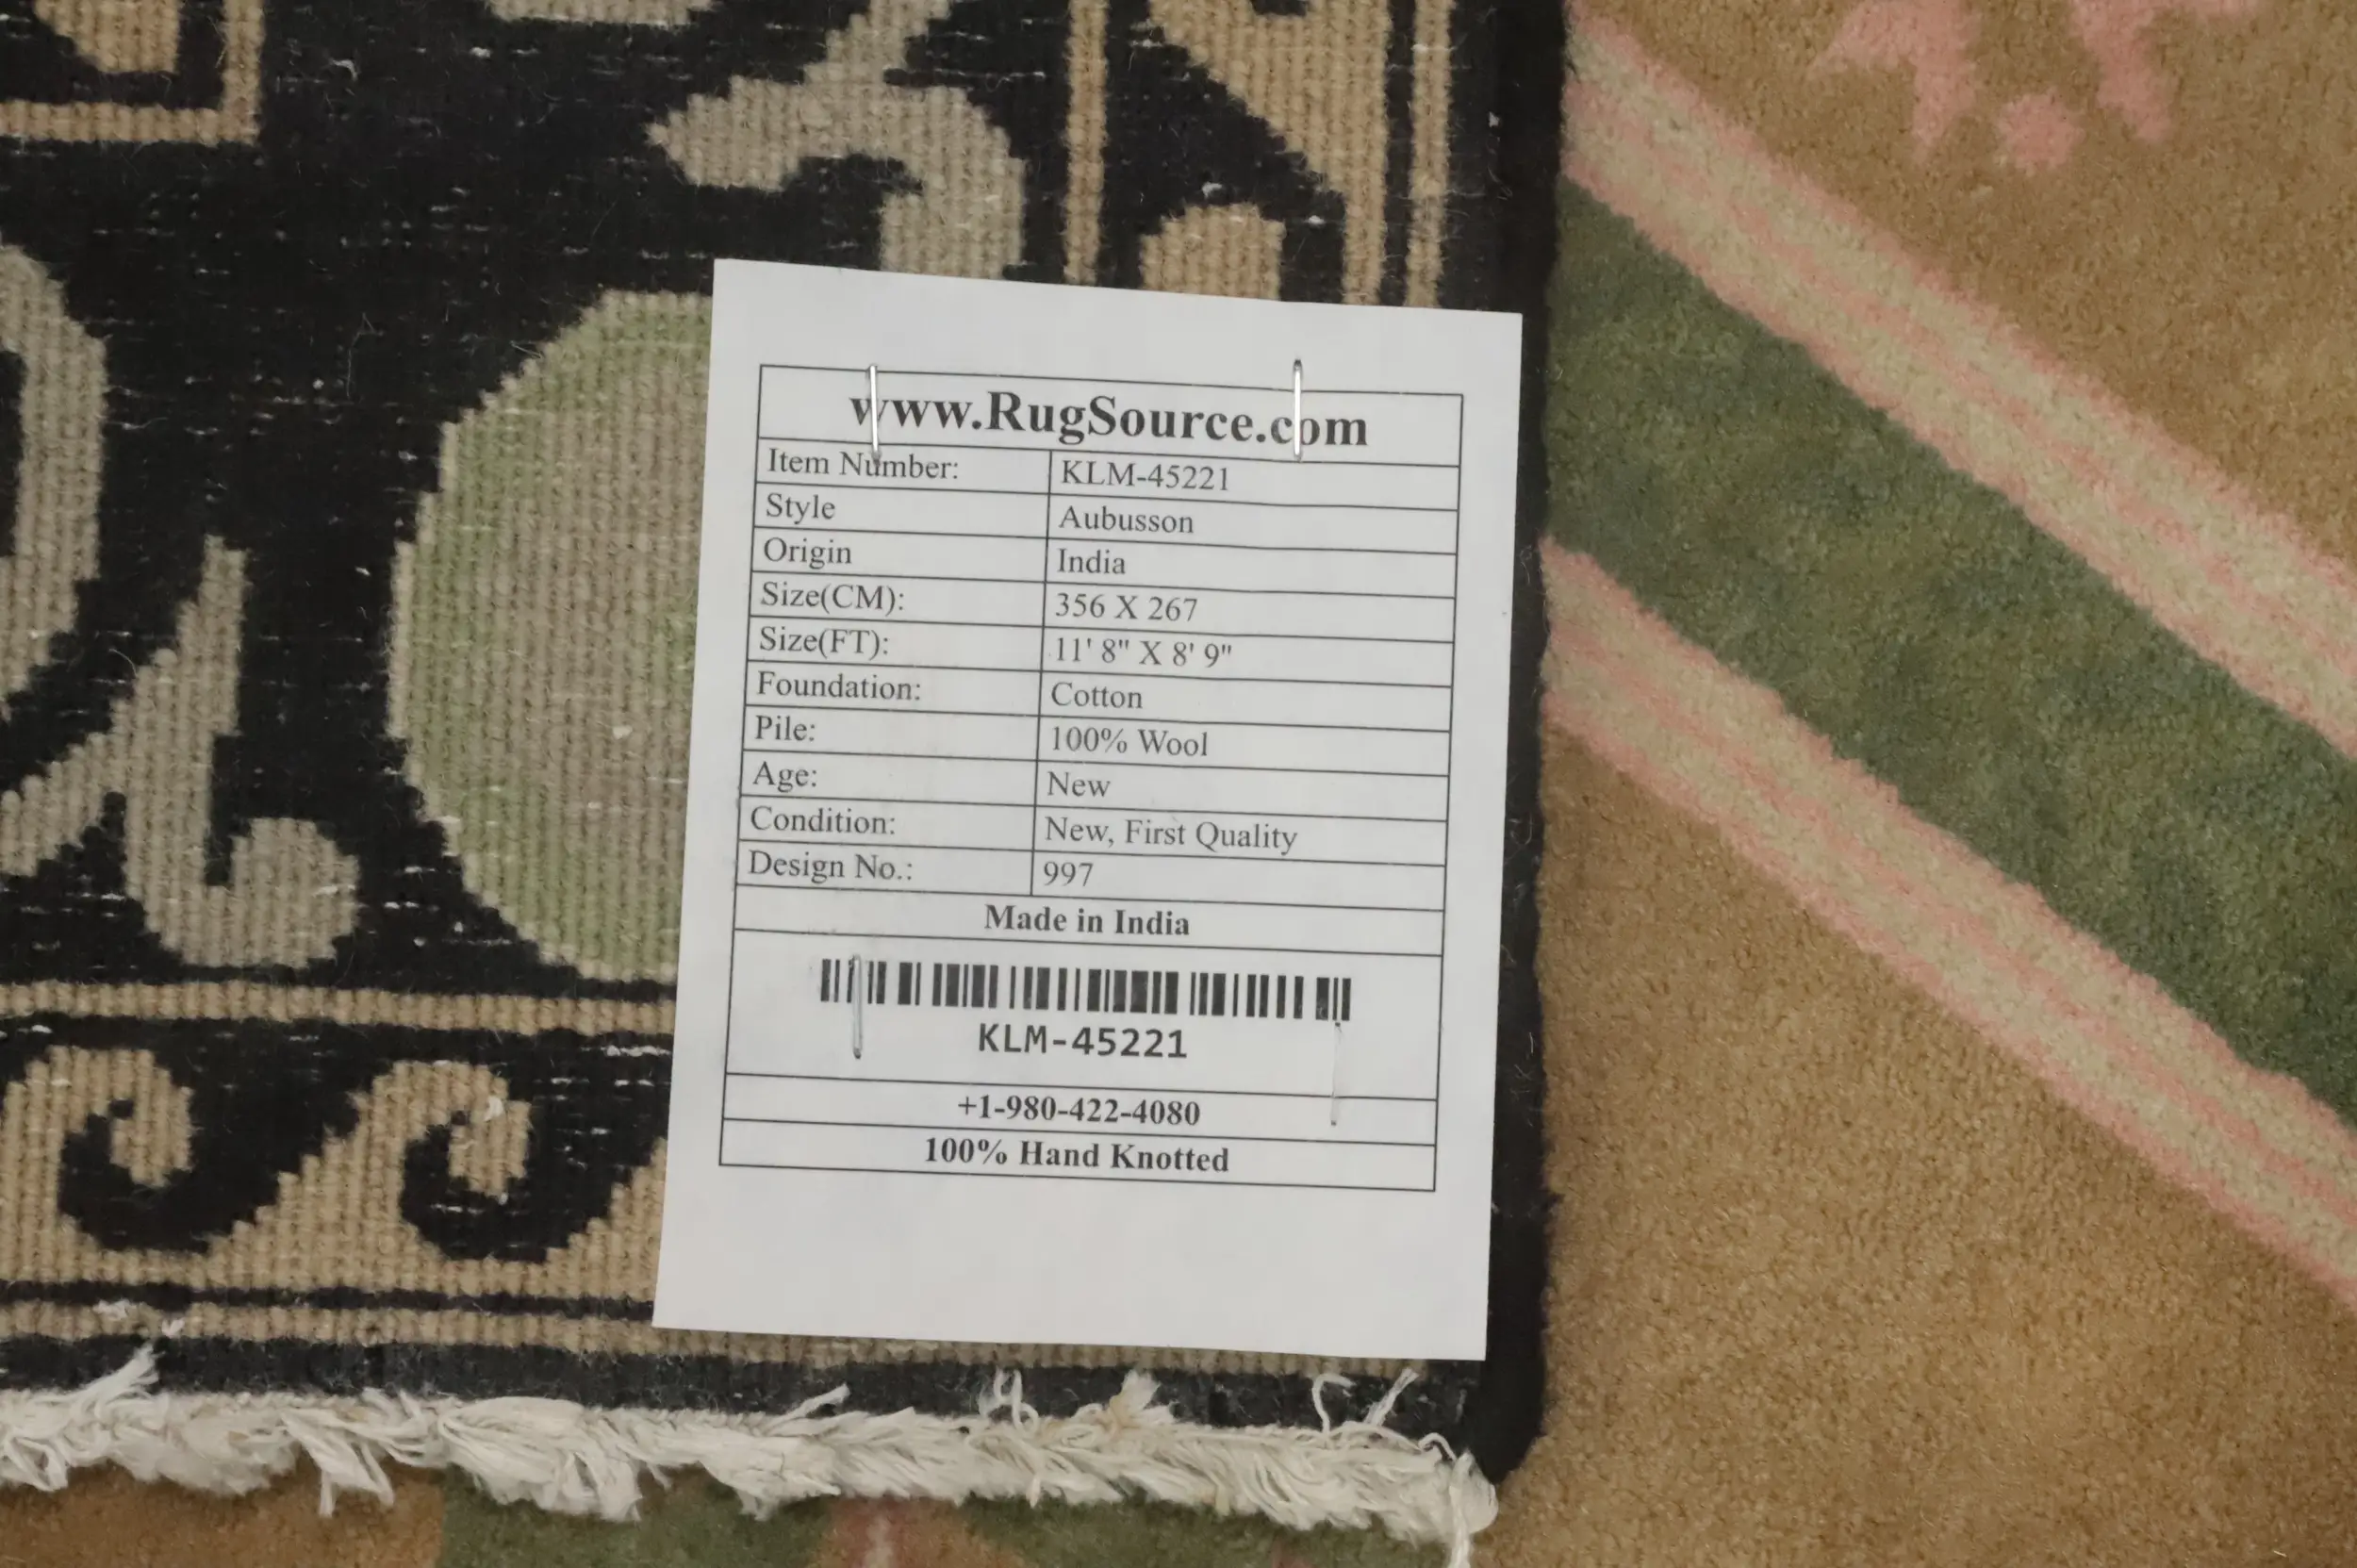 www.RugSource.com
Item Number: KLM-45221
Style Aubusson
Origin India
Size(CM): 356 X 267
Size(FT): 11' 8" X 8' 9"
Foundation: Cotton
Pile: 100% Wool
Age: New
Condition: New, First Quality
Design No.: 997
Made in India
KLM-45221
+1-980-422-4080
100% Hand Knotted